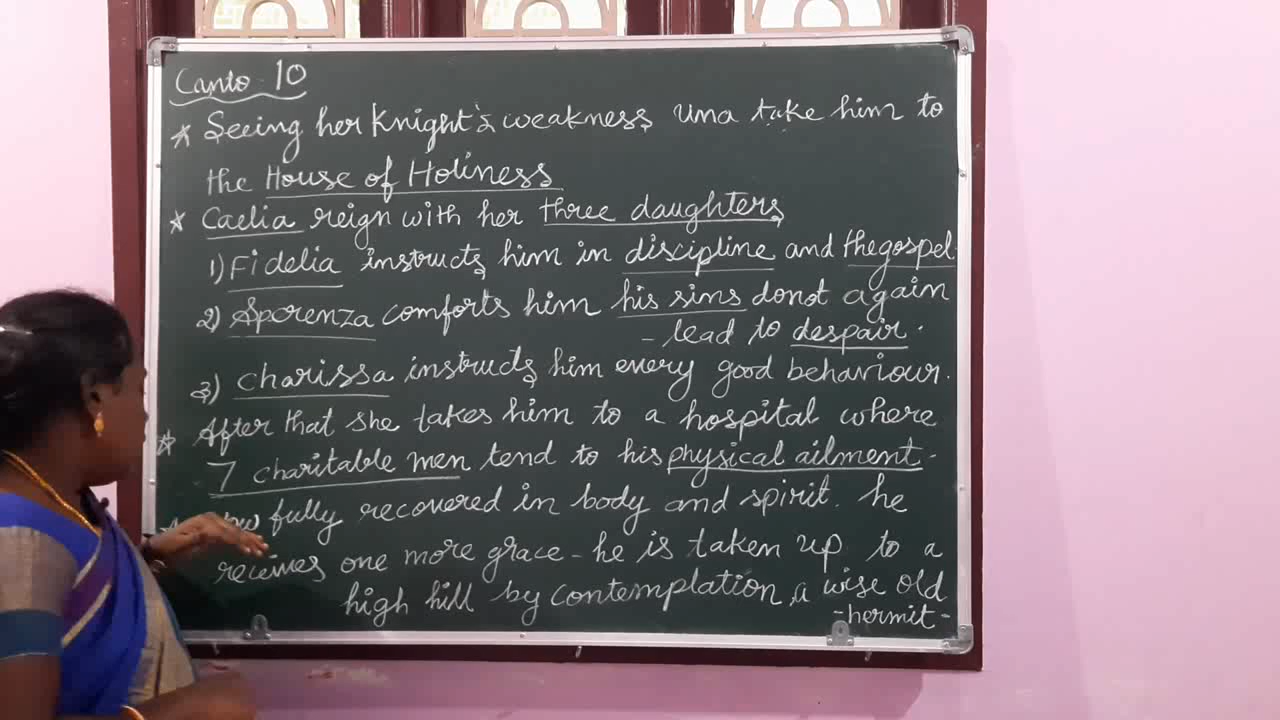 Canto - 10
* Seeing her Knight's weakness Una take him to
the House of Holiness
* Caelia reign with her three daughters
1) Fidelia instructs him in discipline and the gospel.
2) Sporenza comforts him his sins donot again
- lead to despair.
3) Charissa instructs him every good behaviour.
* After that she takes him to a hospital where
7 charitable men tend to his physical ailment.
fully recovered in body and spirit. he
receives one more grace - he is taken up to a
high hill by contemplation, a wise old
- hermit -